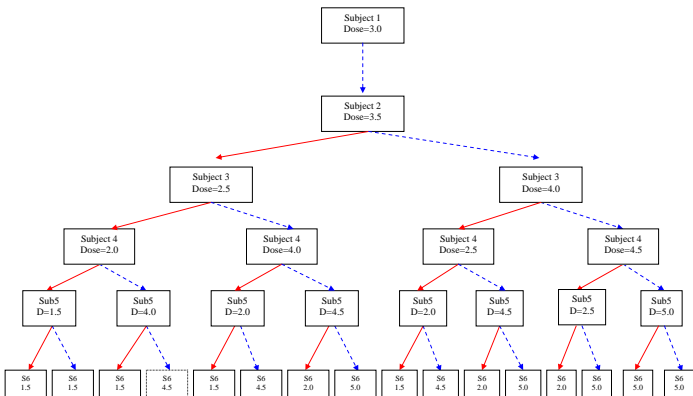 Subject 1
Dose=3.0
Subject 2
Dose=3.5
Subject 3
Dose=2.5
Subject 3
Dose=4.0
Subject 4
Dose=2.0
Subject 4
Dose=4.0
Subject 4
Dose=2.5
Subject 4
Dose=4.5
Sub5
D=1.5
Sub5
D=4.0
Sub5
D=2.0
Sub5
D=4.5
Sub5
D=2.0
Sub5
D=4.5
Sub5
D=2.5
Sub5
D=5.0
S6
1.5
S6
1.5
S6
1.5
S6
4.5
S6
1.5
S6
4.5
S6
2.0
S6
5.0
S6
1.5
S6
4.5
S6
2.0
S6
5.0
S6
2.0
S6
5.0
S6
5.0
S6
5.0